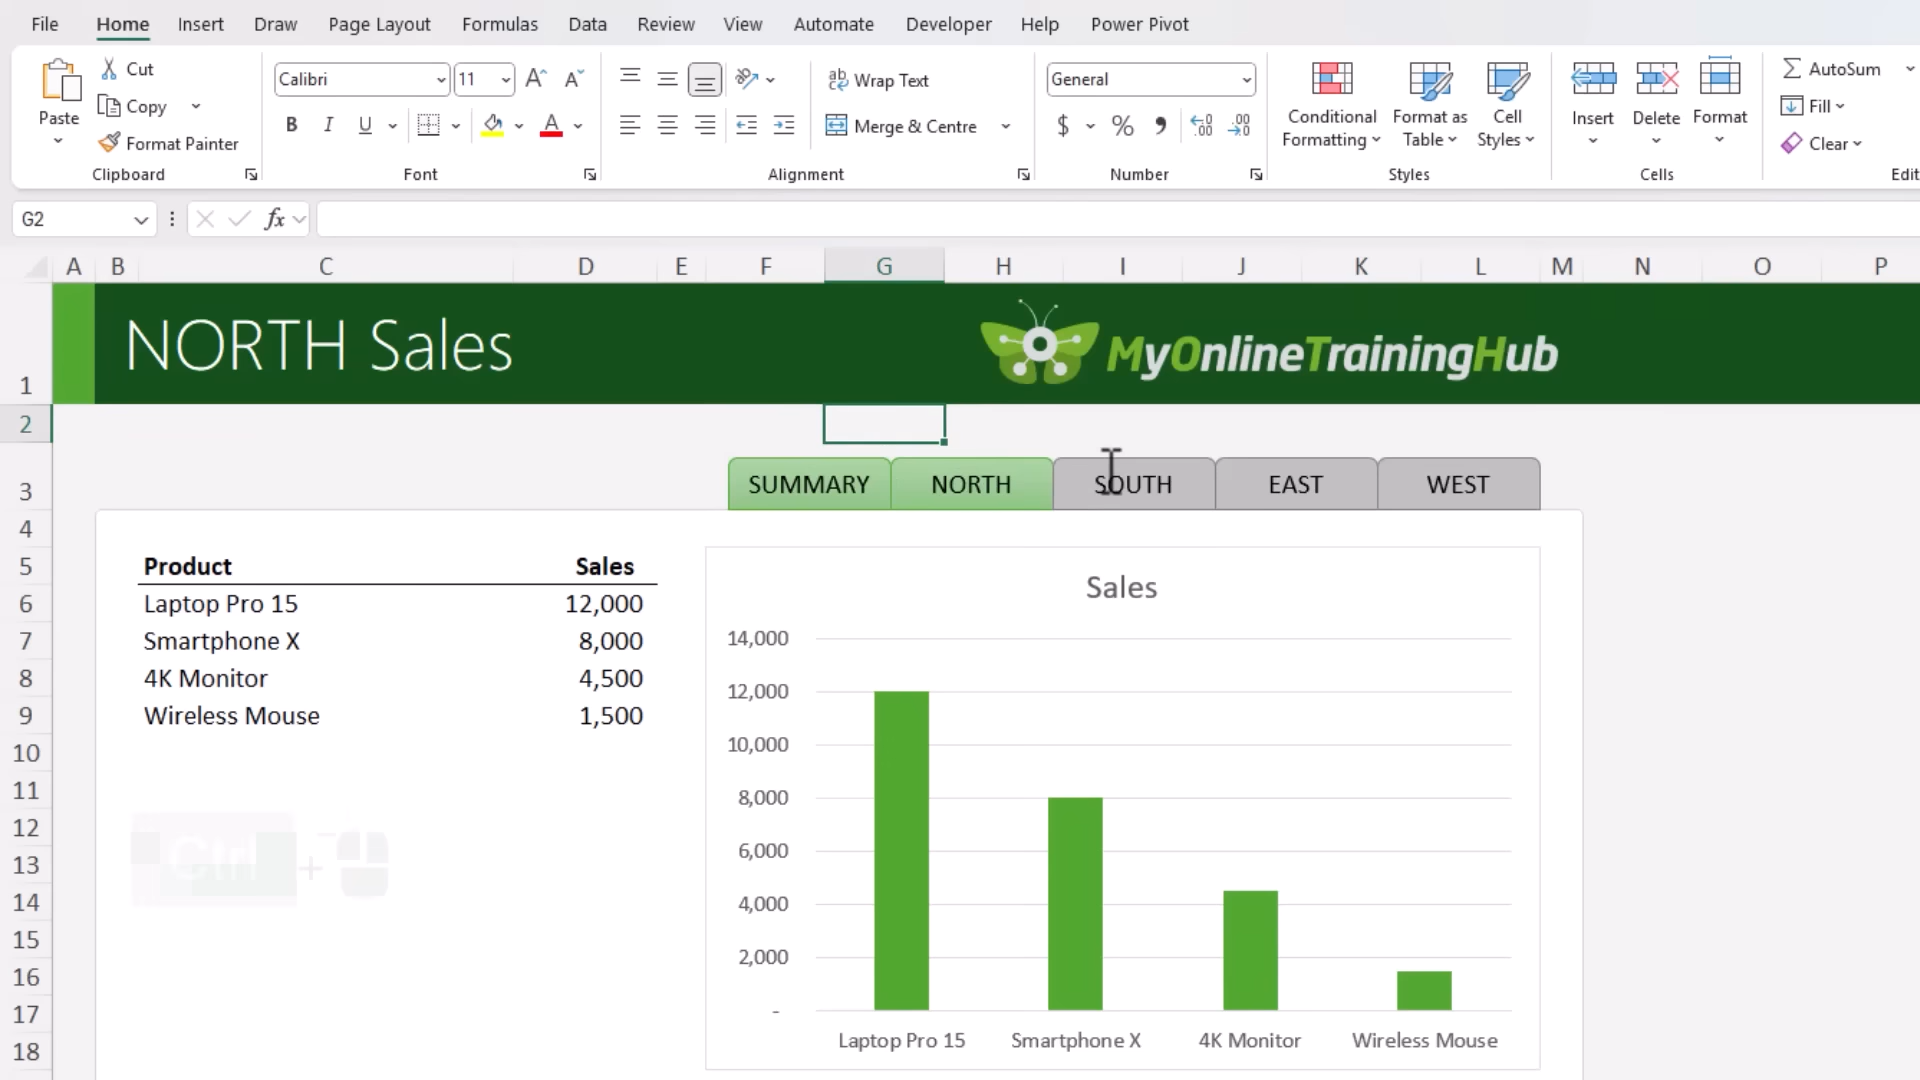 File Home Insert Draw Page Layout Formulas Data Review View Automate Developer Help Power Pivot
Paste
Cut
Copy
Format Painter
Clipboard
Calibri 11
B I U
Font
Wrap Text
Merge & Centre
Alignment
General
$ %
Number
Conditional Formatting
Format as Table
Cell Styles
Styles
Insert Delete Format
Cells
AutoSum
Fill
Clear
Edit
G2
fx
A B C D E F G H I J K L M N O P
1
NORTH Sales
MyOnlineTrainingHub
2
3
SUMMARY NORTH SOUTH EAST WEST
4
5 Product Sales
6 Laptop Pro 15 12,000
7 Smartphone X 8,000
8 4K Monitor 4,500
9 Wireless Mouse 1,500
10
11
12
13
14
15
16
17
18
Ctrl +
Sales
14,000
12,000
10,000
8,000
6,000
4,000
2,000
-
Laptop Pro 15 Smartphone X 4K Monitor Wireless Mouse